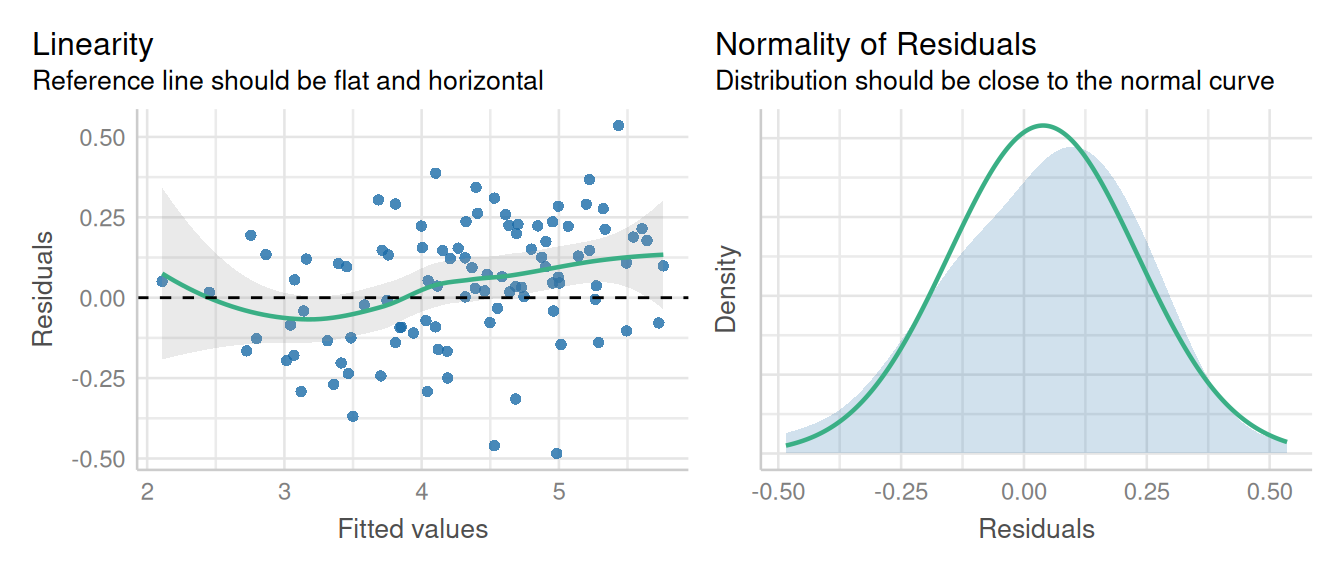 Linearity
Reference line should be flat and horizontal
0.50
0.25
0.00
-0.25
-0.50
Residuals
2 3 4 5
Fitted values
Normality of Residuals
Distribution should be close to the normal curve
Density
-0.50 -0.25 0.00 0.25 0.50
Residuals